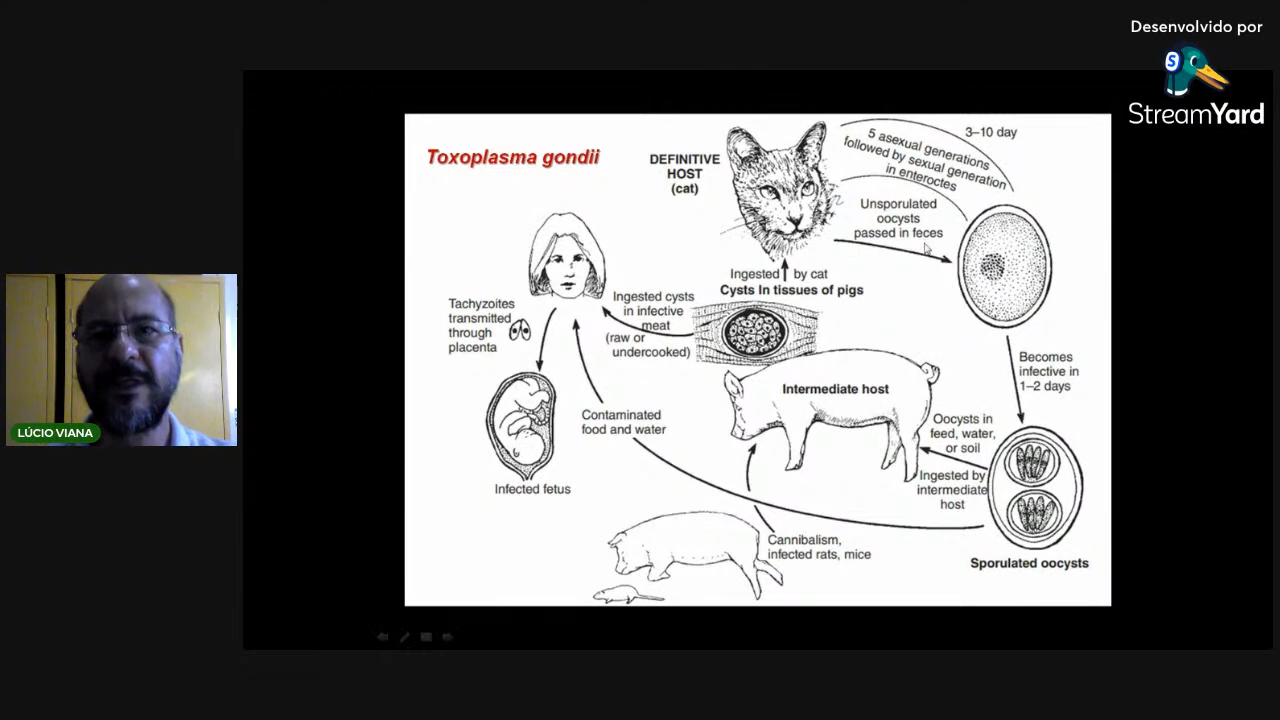 Desenvolvido por
StreamYard
Toxoplasma gondii
DEFINITIVE
HOST
(cat)
3–10 day
5 asexual generations
followed by sexual generation
in enteroctes
Unsporulated
oocysts
passed in feces
Ingested by cat
Cysts In tissues of pigs
Tachyzoites
transmitted
through
placenta
Ingested cysts
in infective
meat
(raw or
undercooked)
Becomes
infective in
1–2 days
Intermediate host
Contaminated
food and water
Oocysts in
feed, water,
or soil
Ingested by
intermediate
host
Infected fetus
Cannibalism,
infected rats, mice
Sporulated oocysts
LÚCIO VIANA